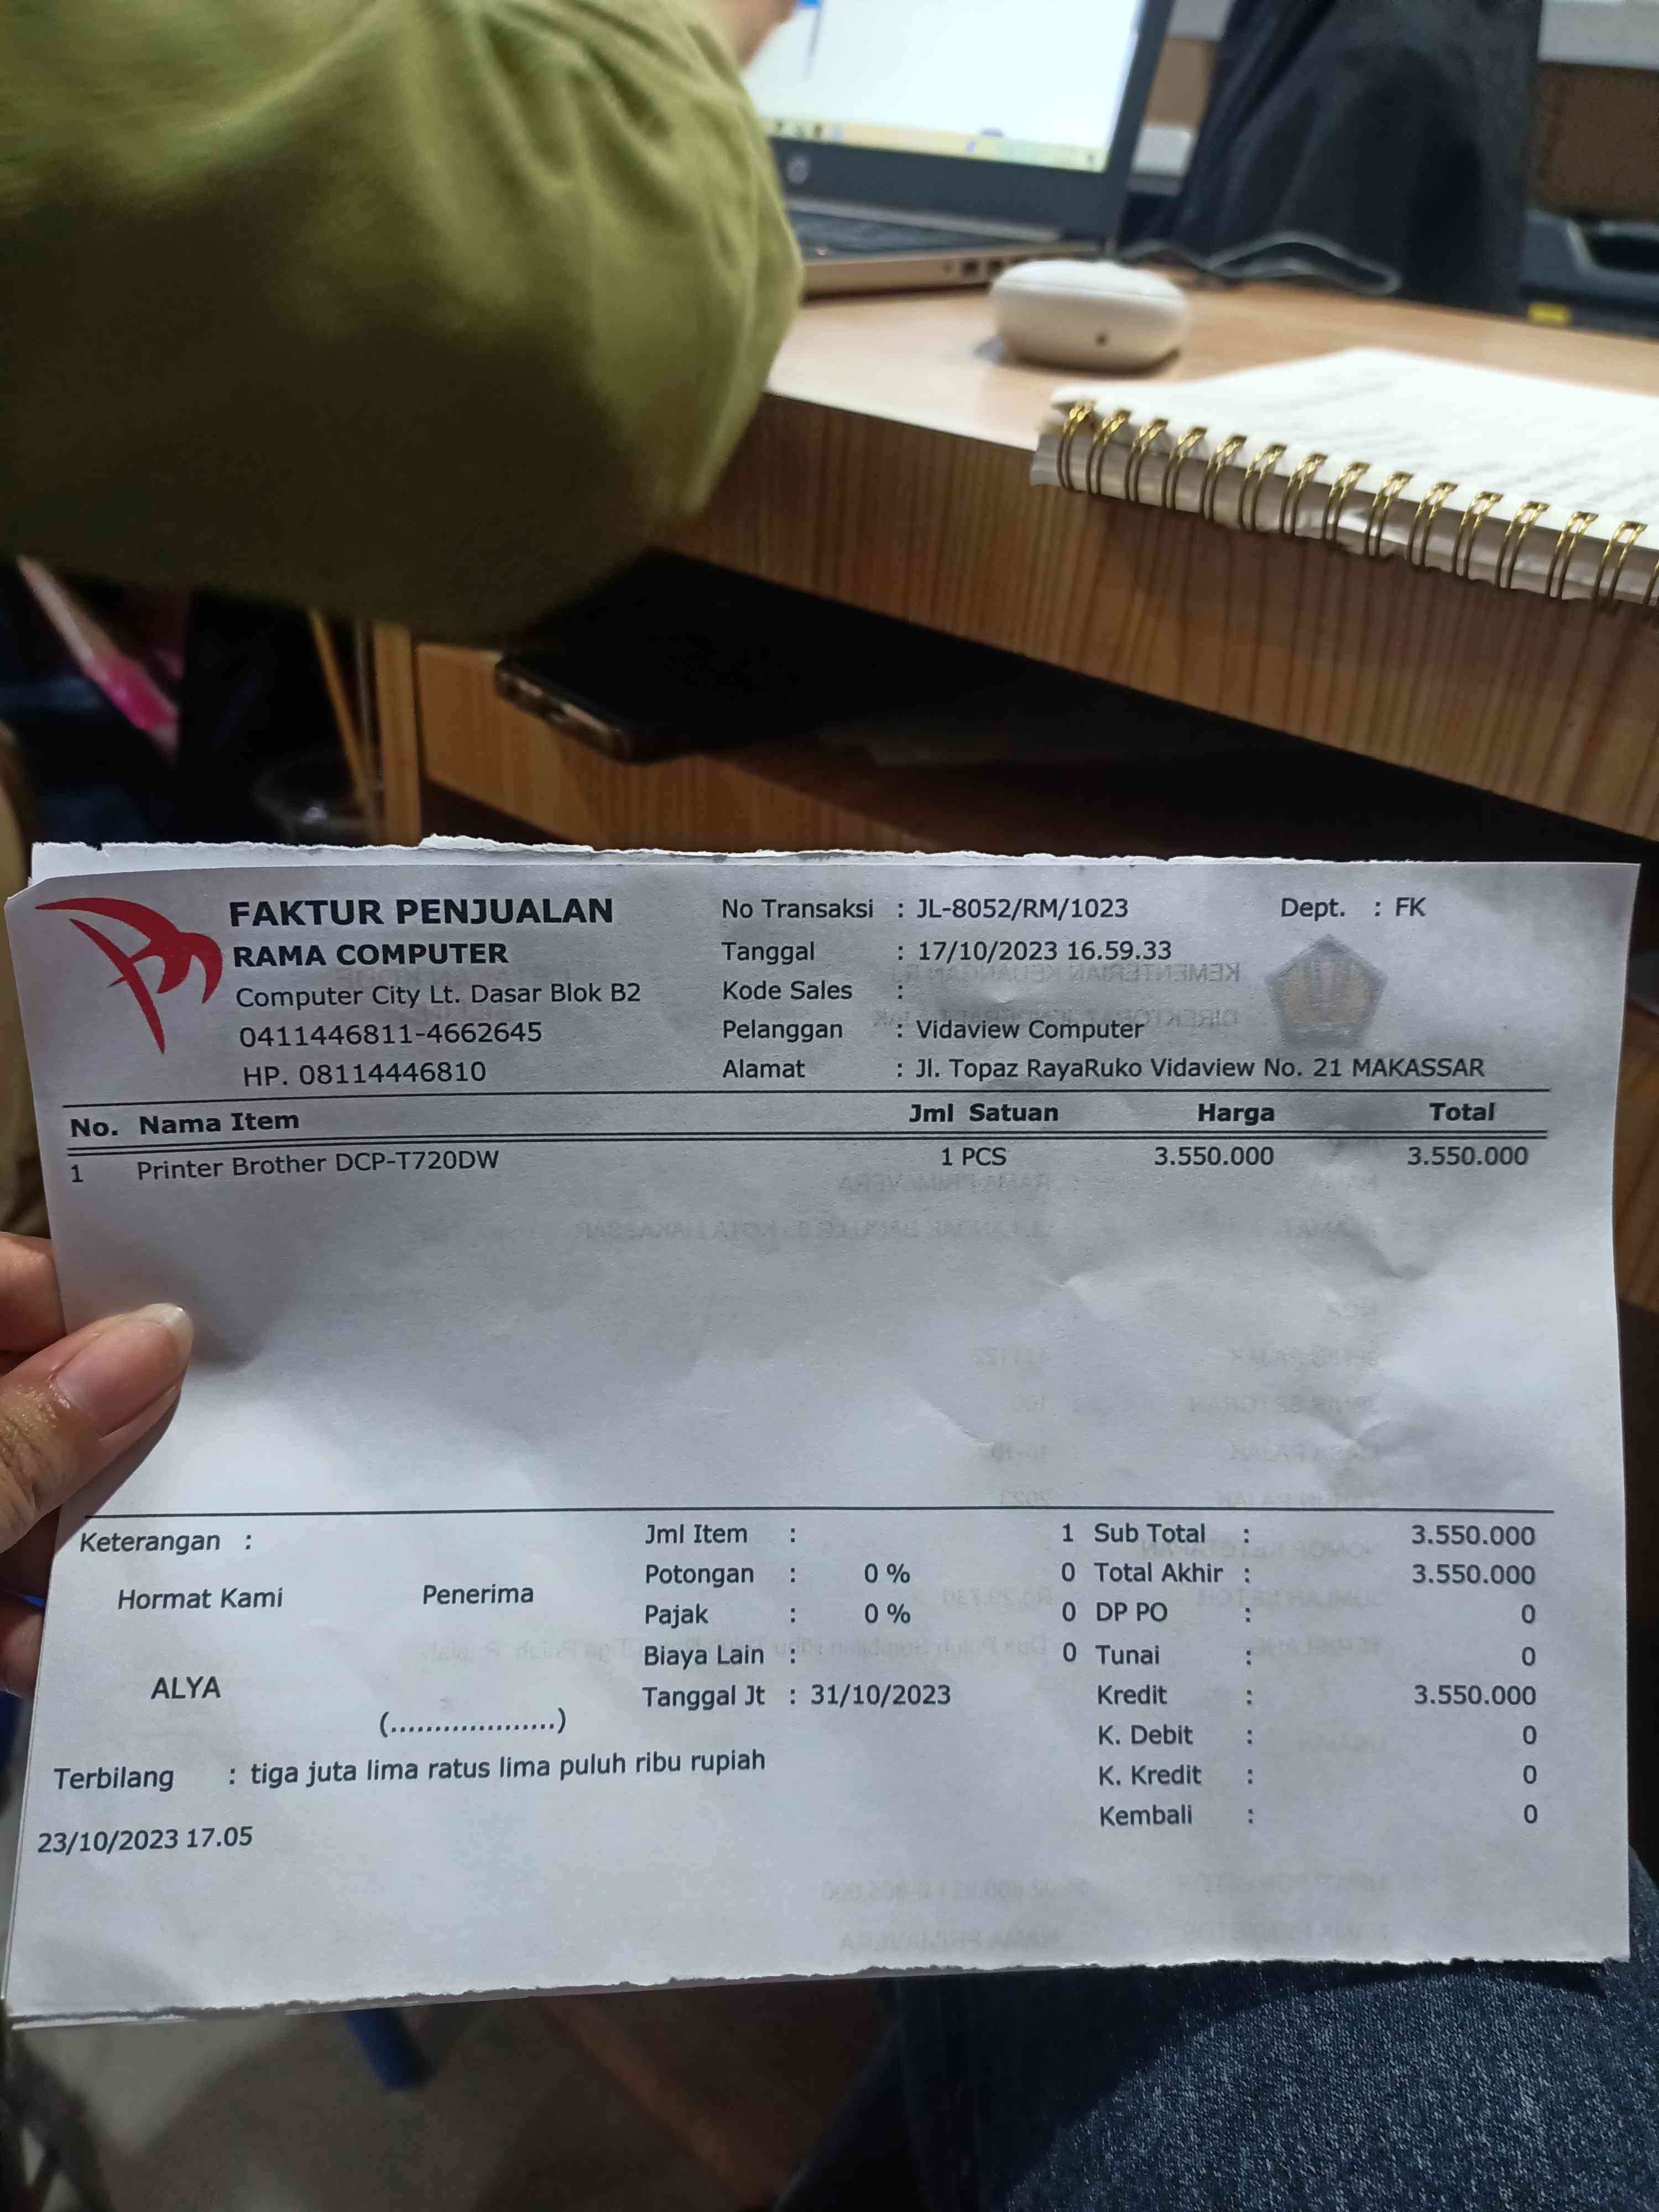 FAKTUR PENJUALAN
RAMA COMPUTER
Computer City Lt. Dasar Blok B2
0411446811-4662645
HP. 08114446810
No Transaksi : JL-8052/RM/1023
Dept. : FK
Tanggal : 17/10/2023 16.59.33
Kode Sales :
Pelanggan : Vidaview Computer
Alamat : Jl. Topaz RayaRuko Vidaview No. 21 MAKASSAR
No. Nama Item Jml Satuan Harga Total
1 Printer Brother DCP-T720DW 1 PCS 3.550.000 3.550.000
Keterangan :
Hormat Kami Penerima
ALYA
(....................)
Jml Item : 1
Potongan : 0 % 0
Pajak : 0 % 0
Biaya Lain : 0
Tanggal Jt : 31/10/2023
Sub Total : 3.550.000
Total Akhir : 3.550.000
DP PO : 0
Tunai : 0
Kredit : 3.550.000
K. Debit : 0
K. Kredit : 0
Kembali : 0
Terbilang : tiga juta lima ratus lima puluh ribu rupiah
23/10/2023 17.05